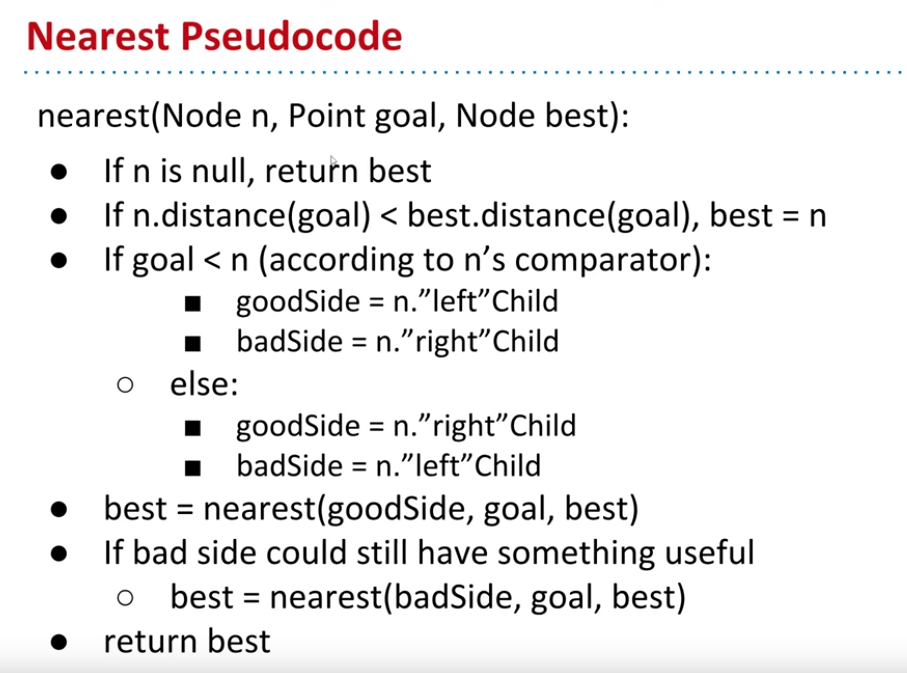 Nearest Pseudocode
nearest(Node n, Point goal, Node best):
● If n is null, return best
● If n.distance(goal) < best.distance(goal), best = n
● If goal < n (according to n’s comparator):
■ goodSide = n.”left”Child
■ badSide = n.”right”Child
○ else:
■ goodSide = n.”right”Child
■ badSide = n.”left”Child
● best = nearest(goodSide, goal, best)
● If bad side could still have something useful
○ best = nearest(badSide, goal, best)
● return best